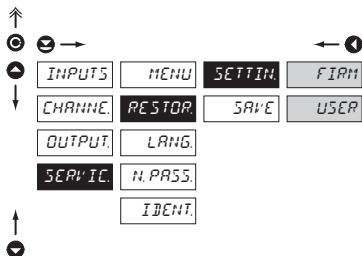 INPUTS MENU SETTIN. FIRM
CHANNE. RESTOR. SAVE USER
OUTPUT. LANG.
SERVIC. N. PASS.
IDENT.